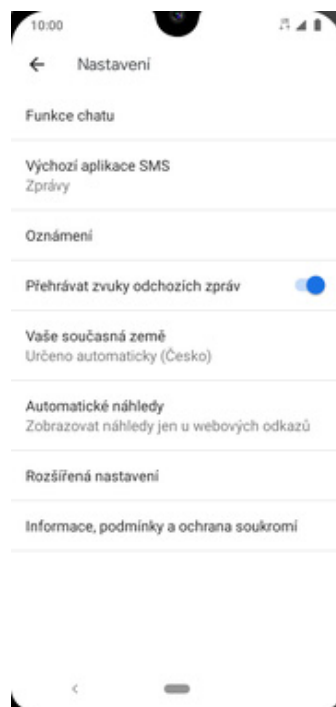 10:00
Nastavení
Funkce chatu
Výchozí aplikace SMS
Zprávy
Oznámení
Přehrávat zvuky odchozích zpráv
Vaše současná země
Určeno automaticky (Česko)
Automatické náhledy
Zobrazovat náhledy jen u webových odkazů
Rozšířená nastavení
Informace, podmínky a ochrana soukromí